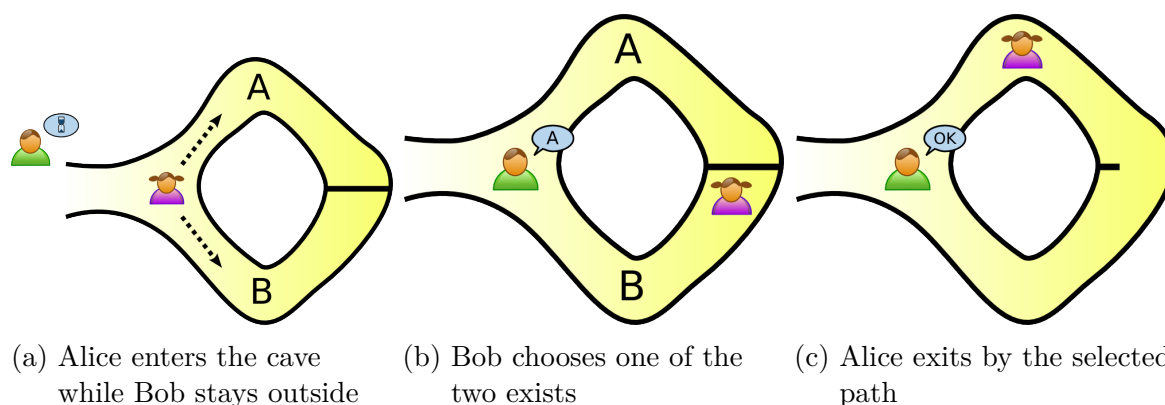 A
B
A
A
B
OK
(a) Alice enters the cave
while Bob stays outside
(b) Bob chooses one of the
two exists
(c) Alice exits by the selected
path